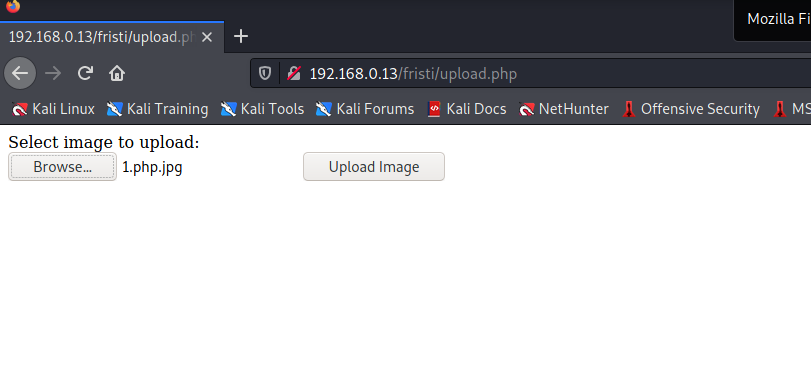 Mozilla Fi
192.168.0.13/fristi/upload.ph
192.168.0.13/fristi/upload.php
Kali Linux Kali Training Kali Tools Kali Forums Kali Docs NetHunter Offensive Security MS
Select image to upload:
Browse... 1.php.jpg Upload Image